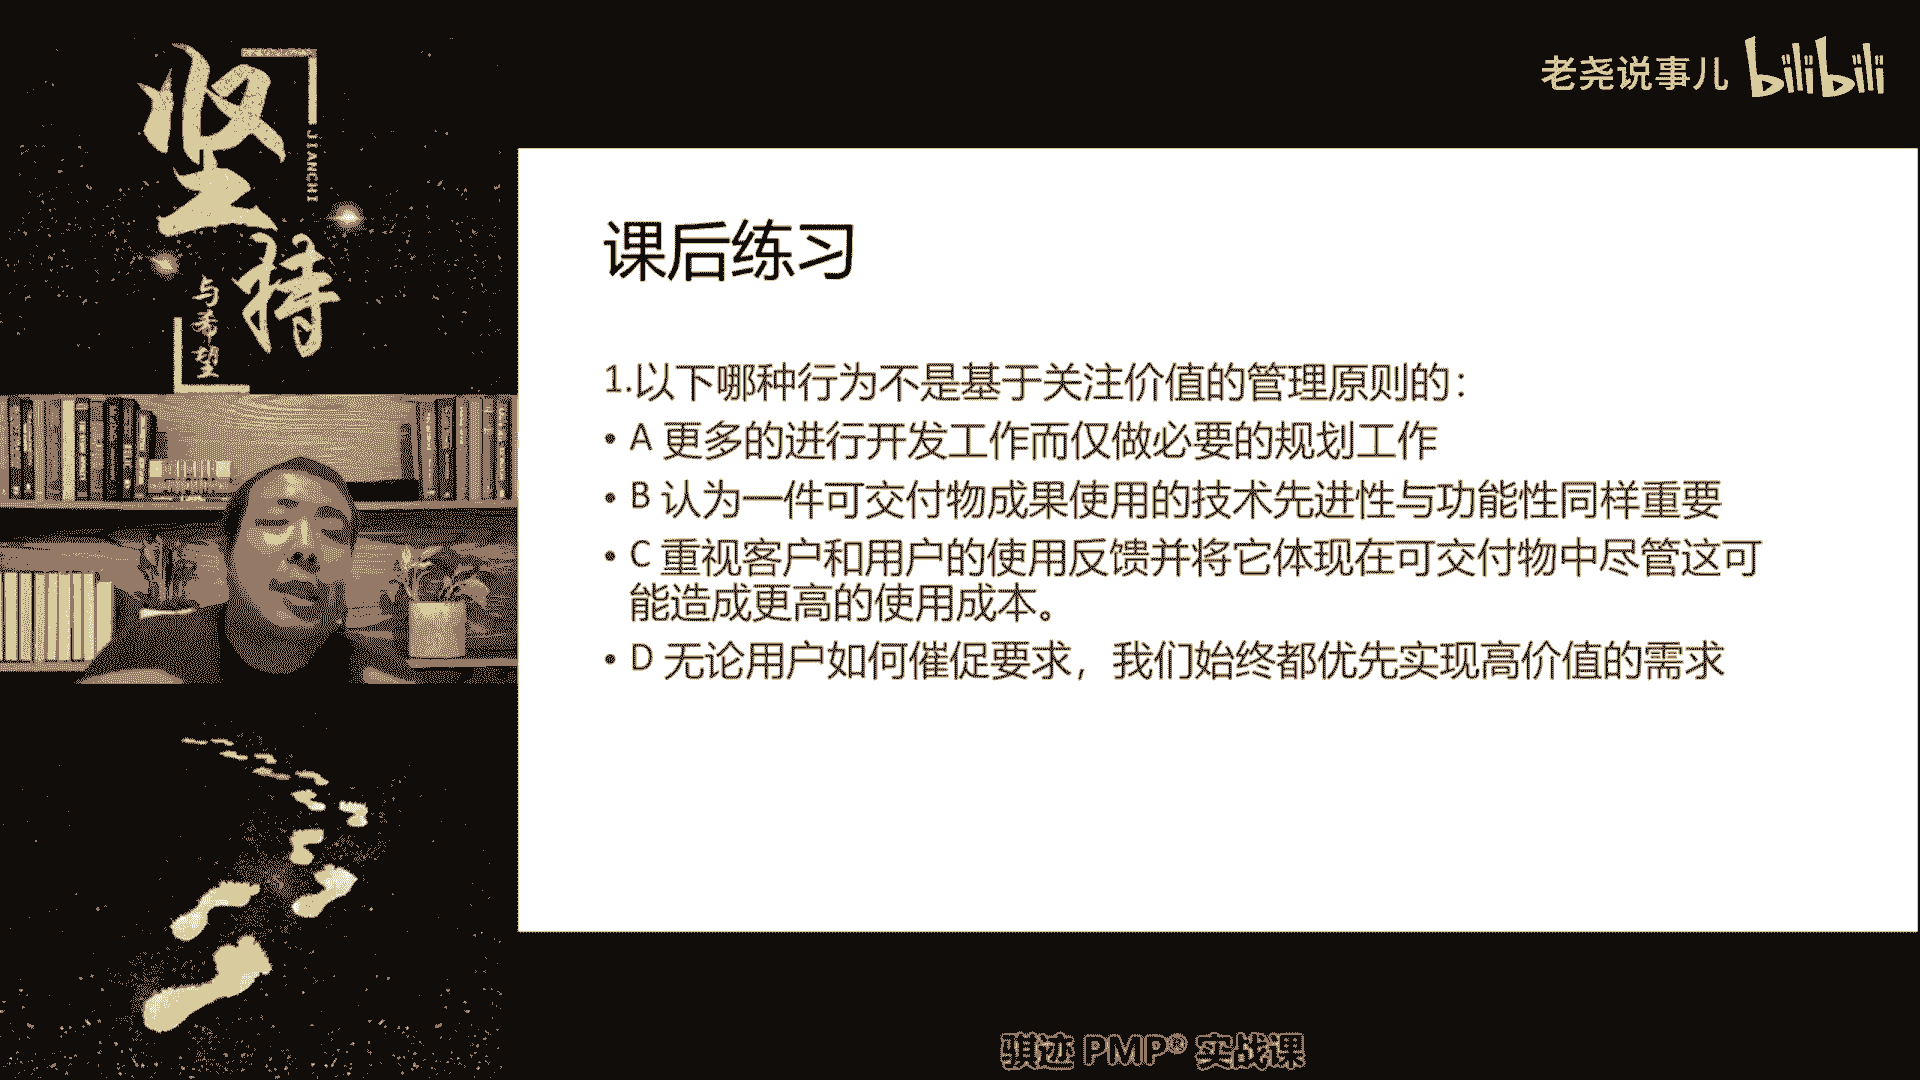 坚持
JIANCHI
与希望
老尧说事儿 bilibili
课后练习
1.以下哪种行为不是基于关注价值的管理原则的：
• A 更多的进行开发工作而仅做必要的规划工作
• B 认为一件可交付物成果使用的技术先进性与功能性同样重要
• C 重视客户和用户的使用反馈并将它体现在可交付物中尽管这可
能造成更高的使用成本。
• D 无论用户如何催促要求，我们始终都优先实现高价值的需求
骐迹 PMP® 实战课